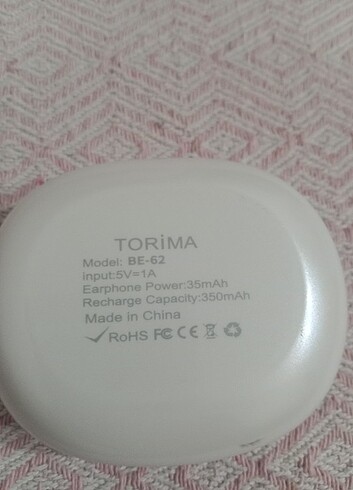 TORiMA
Model: BE-62
input:5V=1A
Earphone Power:35mAh
Recharge Capacity:350mAh
Made in China
RoHS FC CE